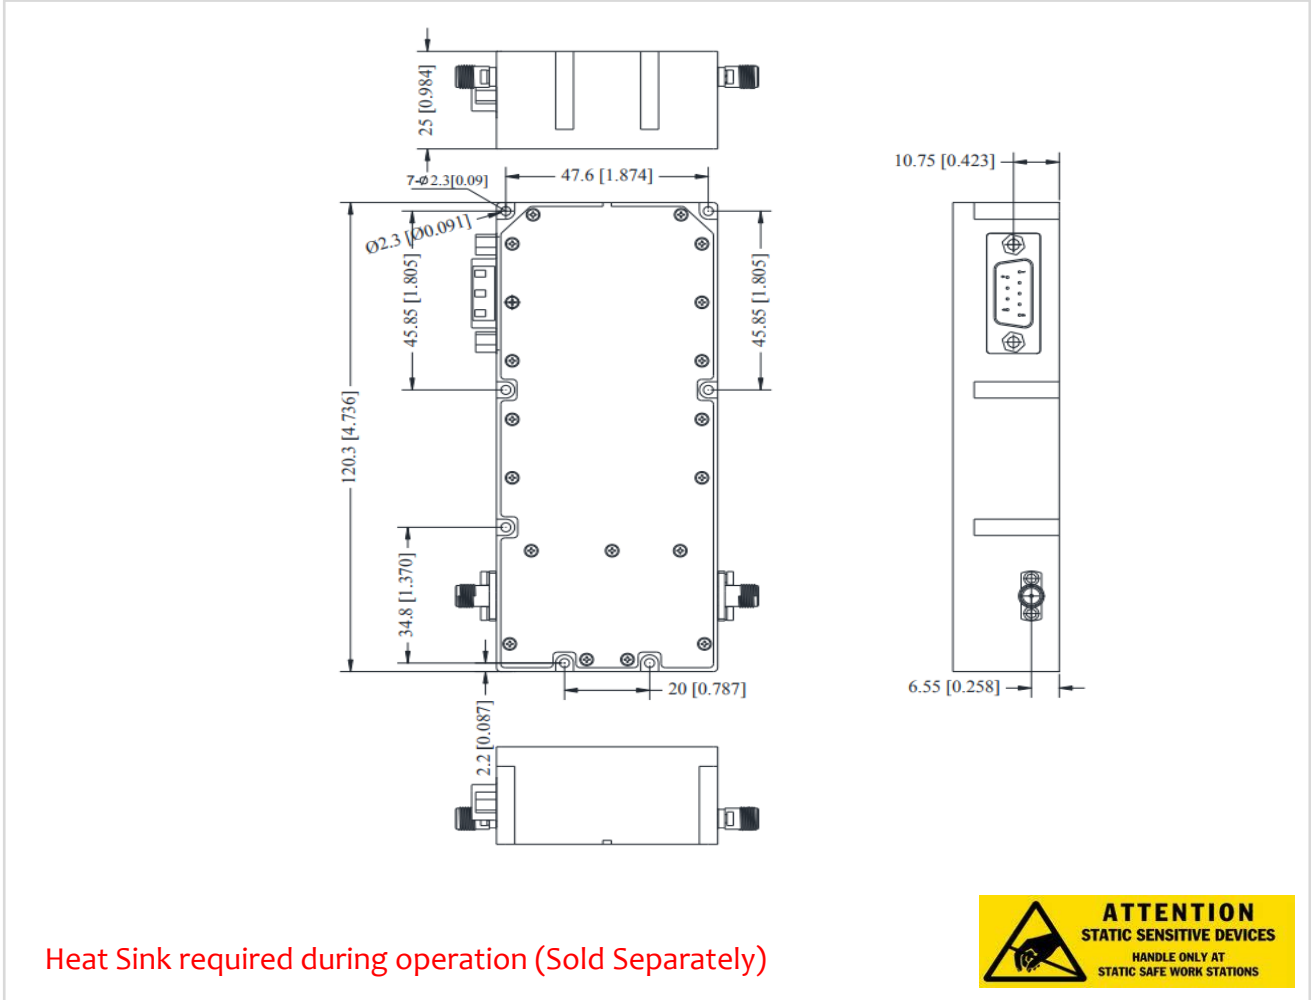 25 [0.984]
10.75 [0.423]
7-ø2.3[0.09]
47.6 [1.874]
Ø2.3 [Ø0.091]
45.85 [1.805]
45.85 [1.805]
120.3 [4.736]
34.8 [1.370]
20 [0.787]
6.55 [0.258]
2.2 [0.087]
ATTENTION
STATIC SENSITIVE DEVICES
HANDLE ONLY AT
STATIC SAFE WORK STATIONS
Heat Sink required during operation (Sold Separately)